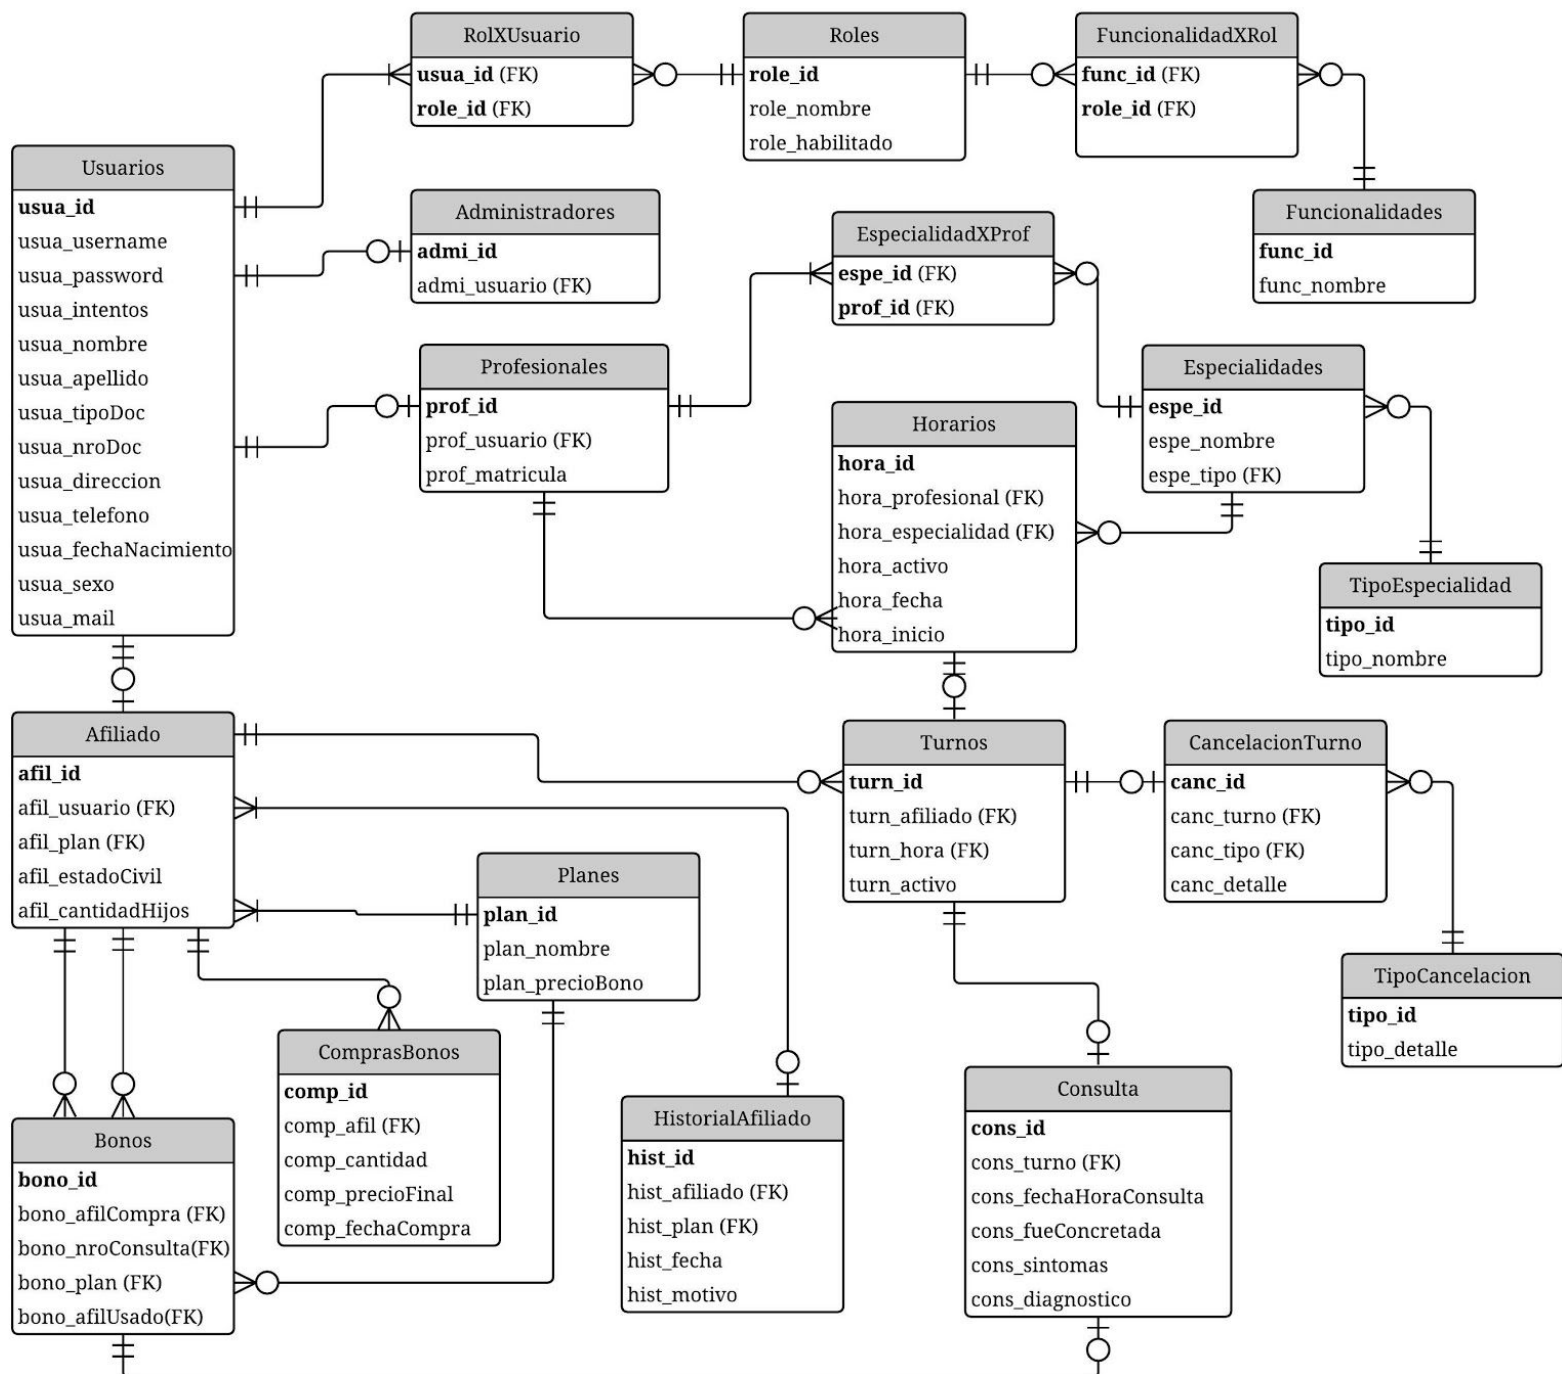 RolXUsuario
usua_id (FK)
role_id (FK)
Roles
role_id
role_nombre
role_habilitado
FuncionalidadXRol
func_id (FK)
role_id (FK)
Usuarios
usua_id
usua_username
usua_password
usua_intentos
usua_nombre
usua_apellido
usua_tipoDoc
usua_nroDoc
usua_direccion
usua_telefono
usua_fechaNacimiento
usua_sexo
usua_mail
Administradores
admi_id
admi_usuario (FK)
EspecialidadXProf
espe_id (FK)
prof_id (FK)
Funcionalidades
func_id
func_nombre
Profesionales
prof_id
prof_usuario (FK)
prof_matricula
Horarios
hora_id
hora_profesional (FK)
hora_especialidad (FK)
hora_activo
hora_fecha
hora_inicio
Especialidades
espe_id
espe_nombre
espe_tipo (FK)
TipoEspecialidad
tipo_id
tipo_nombre
Afiliado
afil_id
afil_usuario (FK)
afil_plan (FK)
afil_estadoCivil
afil_cantidadHijos
Turnos
turn_id
turn_afiliado (FK)
turn_hora (FK)
turn_activo
CancelacionTurno
canc_id
canc_turno (FK)
canc_tipo (FK)
canc_detalle
Planes
plan_id
plan_nombre
plan_precioBono
TipoCancelacion
tipo_id
tipo_detalle
ComprasBonos
comp_id
comp_afil (FK)
comp_cantidad
comp_precioFinal
comp_fechaCompra
HistorialAfiliado
hist_id
hist_afiliado (FK)
hist_plan (FK)
hist_fecha
hist_motivo
Consulta
cons_id
cons_turno (FK)
cons_fechaHoraConsulta
cons_fueConcretada
cons_sintomas
cons_diagnostico
Bonos
bono_id
bono_afilCompra (FK)
bono_nroConsulta(FK)
bono_plan (FK)
bono_afilUsado(FK)